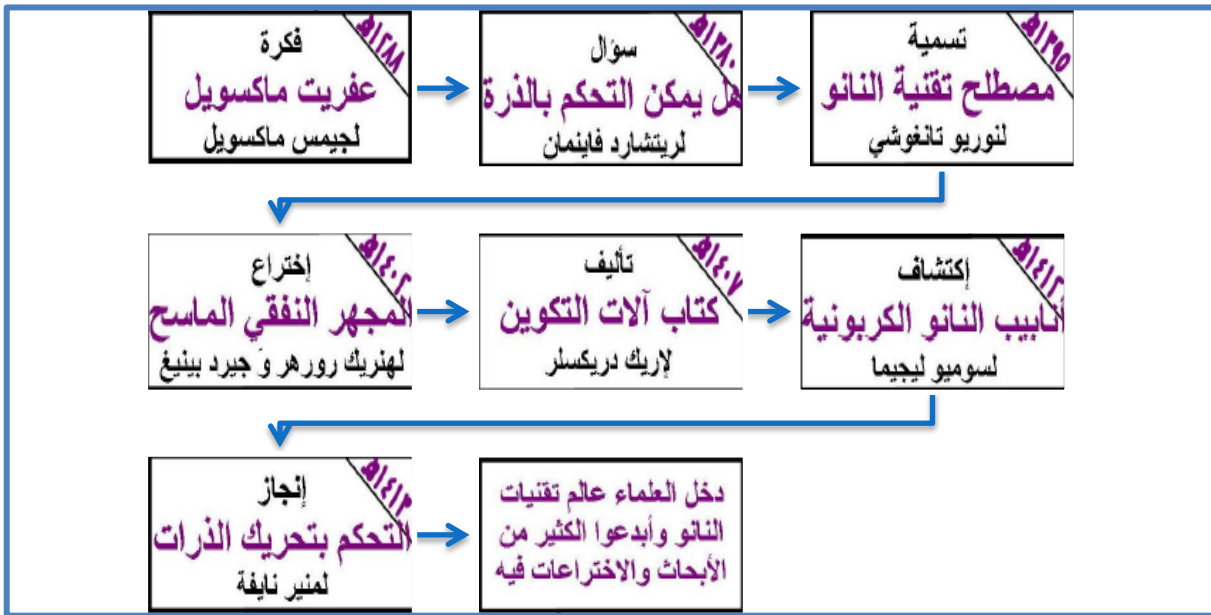 ١٢٨٨هـ
فكرة
عفريت ماكسويل
لجيمس ماكسويل
١٣٨٠هـ
سؤال
هل يمكن التحكم بالذرة
لريتشارد فاينمان
١٣٩٥هـ
تسمية
مصطلح تقنية النانو
لنوريو تانغوشي
١٤٠٢هـ
إختراع
المجهر النفقي الماسح
لهنريك رورهر وَ جيرد بينيغ
١٤٠٧هـ
تأليف
كتاب آلات التكوين
لإريك دريكسلر
١٤١٢هـ
إكتشاف
أنابيب النانو الكربونية
لسوميو ليجيما
١٤١٣هـ
إنجاز
التحكم بتحريك الذرات
لمنير نايفة
دخل العلماء عالم تقنيات
النانو وأبدعوا الكثير من
الأبحاث والاختراعات فيه